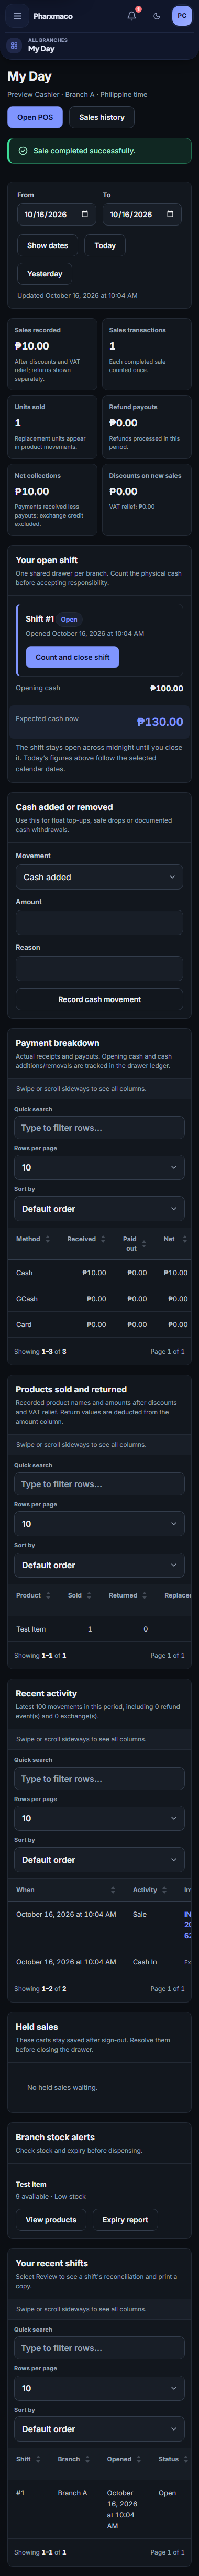 1
Pharxmaco
PC
ALL BRANCHES
My Day
My Day
Preview Cashier · Branch A · Philippine time
Open POS
Sales history
Sale completed successfully.
From
To
10/16/2026
10/16/2026
Show dates
Today
Yesterday
Updated October 16, 2026 at 10:04 AM
Sales recorded
₱10.00
After discounts and VAT
relief; returns shown
separately.
Sales transactions
1
Each completed sale
counted once.
Units sold
1
Replacement units appear
in product movements.
Refund payouts
₱0.00
Refunds processed in this
period.
Net collections
₱10.00
Payments received less
payouts; exchange credit
excluded.
Discounts on new sales
₱0.00
VAT relief: ₱0.00
Your open shift
One shared drawer per branch. Count the physical cash
before accepting responsibility.
Shift #1 Open
Opened October 16, 2026 at 10:04 AM
Count and close shift
Opening cash ₱100.00
Expected cash now ₱130.00
The shift stays open across midnight until you close
it. Today's figures above follow the selected
calendar dates.
Cash added or removed
Use this for float top-ups, safe drops or documented
cash withdrawals.
Movement
Cash added
Amount
Reason
Record cash movement
Payment breakdown
Actual receipts and payouts. Opening cash and cash
additions/removals are tracked in the drawer ledger.
Swipe or scroll sideways to see all columns.
Quick search
Type to filter rows...
Rows per page
10
Sort by
Default order
Method Received Paid out Net
Cash ₱10.00 ₱0.00 ₱10.00
GCash ₱0.00 ₱0.00 ₱0.00
Card ₱0.00 ₱0.00 ₱0.00
Showing 1–3 of 3 Page 1 of 1
Products sold and returned
Recorded product names and amounts after discounts
and VAT relief. Return values are deducted from the
amount column.
Swipe or scroll sideways to see all columns.
Quick search
Type to filter rows...
Rows per page
10
Sort by
Default order
Product Sold Returned Replacer
Test Item 1 0
Showing 1–1 of 1 Page 1 of 1
Recent activity
Latest 100 movements in this period, including 0 refund
event(s) and 0 exchange(s).
Swipe or scroll sideways to see all columns.
Quick search
Type to filter rows...
Rows per page
10
Sort by
Default order
When Activity
October 16, 2026 at 10:04 AM Sale IN
20
62
October 16, 2026 at 10:04 AM Cash in Ex
Showing 1–2 of 2 Page 1 of 1
Held sales
These carts stay saved after sign-out. Resolve them
before closing the drawer.
No held sales waiting.
Branch stock alerts
Check stock and expiry before dispensing.
Test Item
9 available · Low stock
View products
Expiry report
Your recent shifts
Select Review to see a shift's reconciliation and print a
copy.
Swipe or scroll sideways to see all columns.
Quick search
Type to filter rows...
Rows per page
10
Sort by
Default order
Shift Branch Opened Status
#1 Branch A October
16, 2026
at 10:04
AM Open
Showing 1–1 of 1 Page 1 of 1